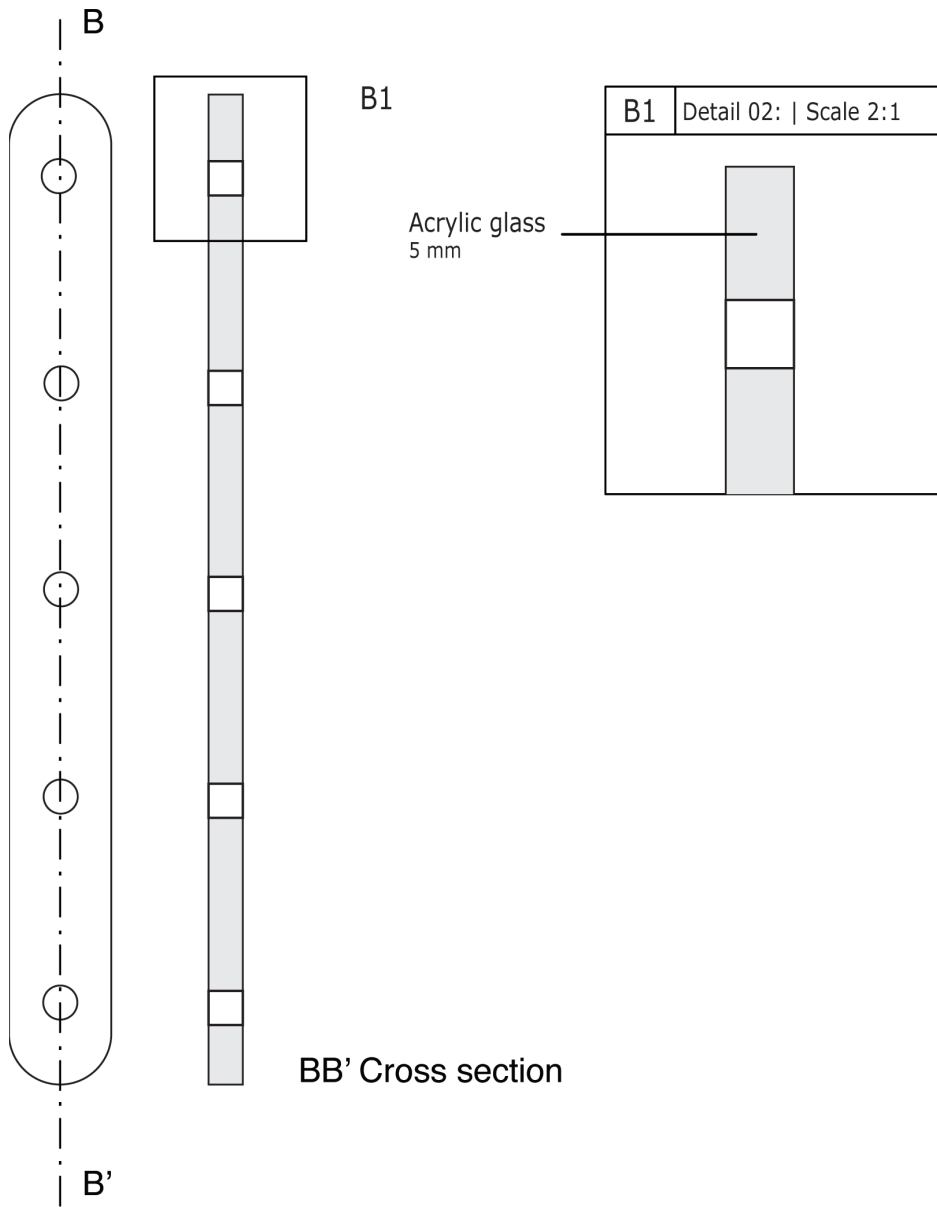 B
B1
B1 Detail 02: | Scale 2:1
Acrylic glass
5 mm
BB’ Cross section
B’